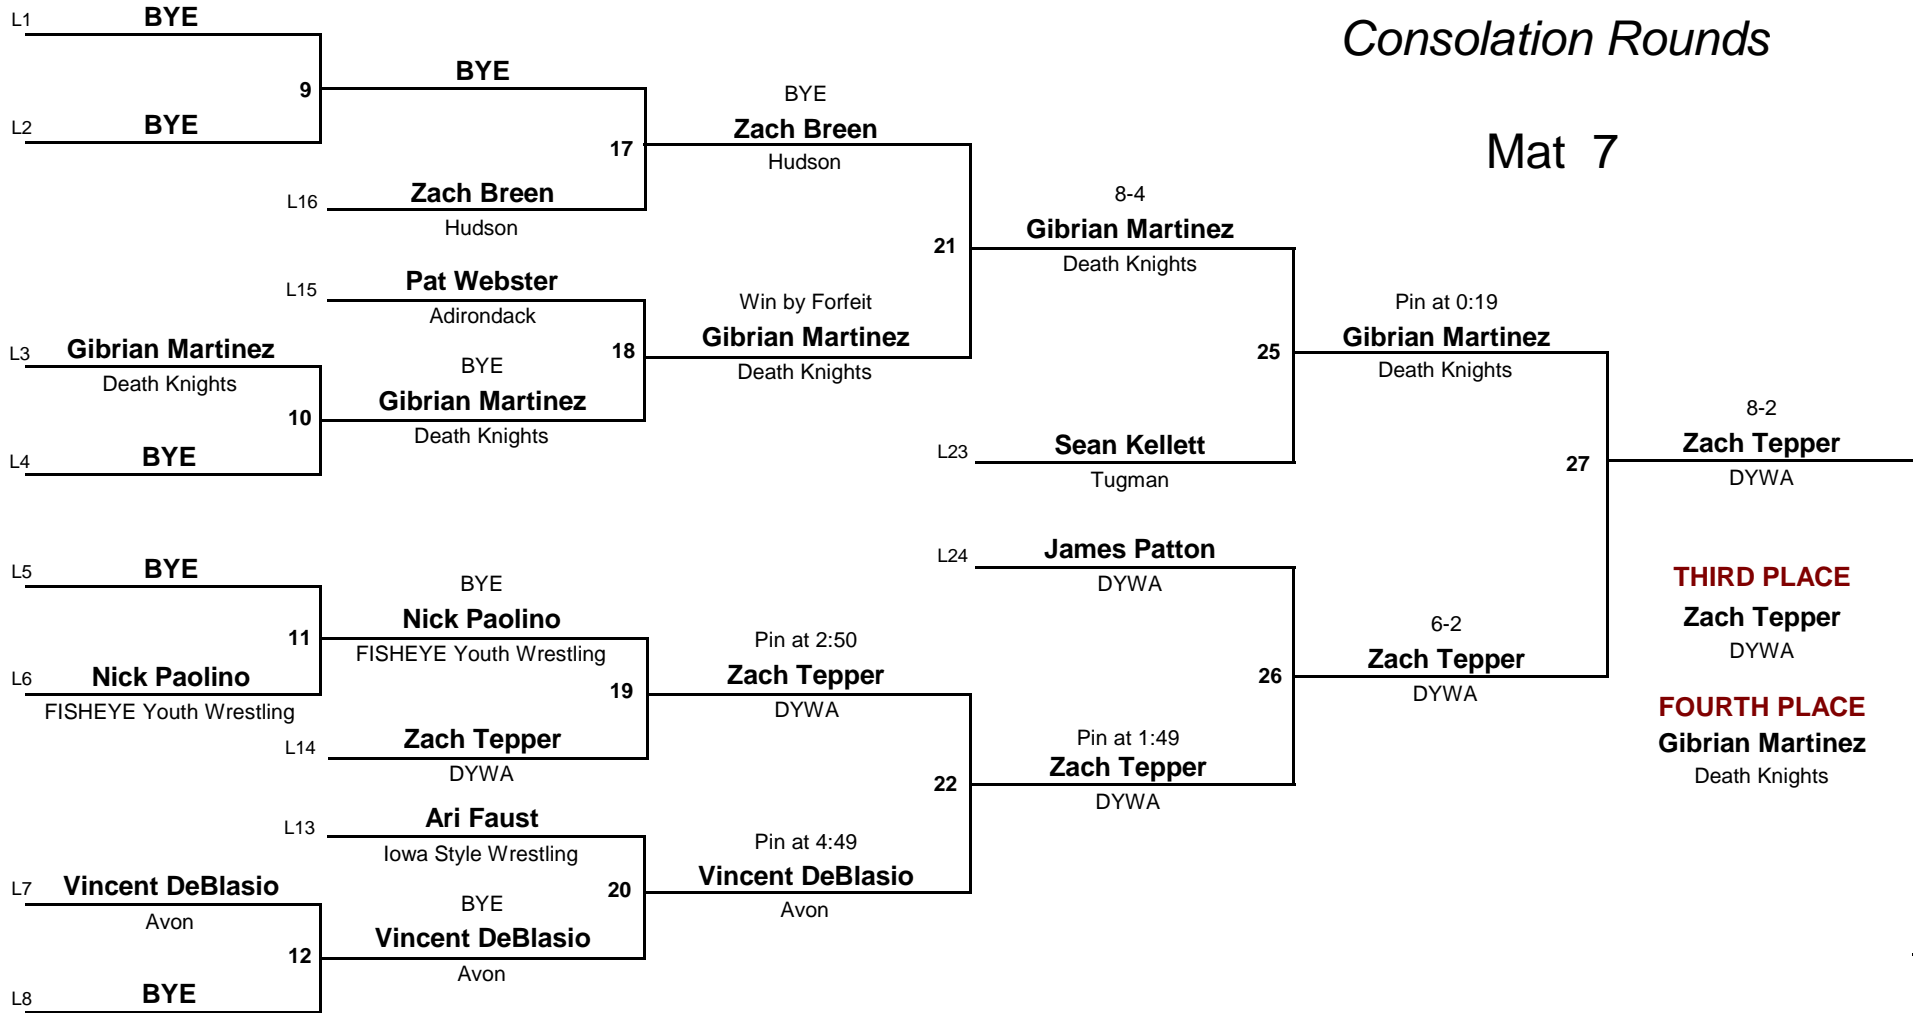 Consolation Rounds
Mat 7
L1 BYE
9
L2 BYE
BYE
17
L16 Zach Breen
Hudson
BYE
Zach Breen
Hudson
21
L15 Pat Webster
Adirondack
18
L3 Gibrian Martinez
Death Knights
10
L4 BYE
BYE
Gibrian Martinez
Death Knights
Win by Forfeit
Gibrian Martinez
Death Knights
8-4
Gibrian Martinez
Death Knights
25
L23 Sean Kellett
Tugman
Pin at 0:19
Gibrian Martinez
Death Knights
27
8-2
Zach Tepper
DYWA
L5 BYE
11
L6 Nick Paolino
FISHEYE Youth Wrestling
BYE
Nick Paolino
FISHEYE Youth Wrestling
19
L14 Zach Tepper
DYWA
Pin at 2:50
Zach Tepper
DYWA
22
L13 Ari Faust
Iowa Style Wrestling
20
L7 Vincent DeBlasio
Avon
12
L8 BYE
BYE
Vincent DeBlasio
Avon
Pin at 4:49
Vincent DeBlasio
Avon
L24 James Patton
DYWA
26
Pin at 1:49
Zach Tepper
DYWA
6-2
Zach Tepper
DYWA
THIRD PLACE
Zach Tepper
DYWA
FOURTH PLACE
Gibrian Martinez
Death Knights